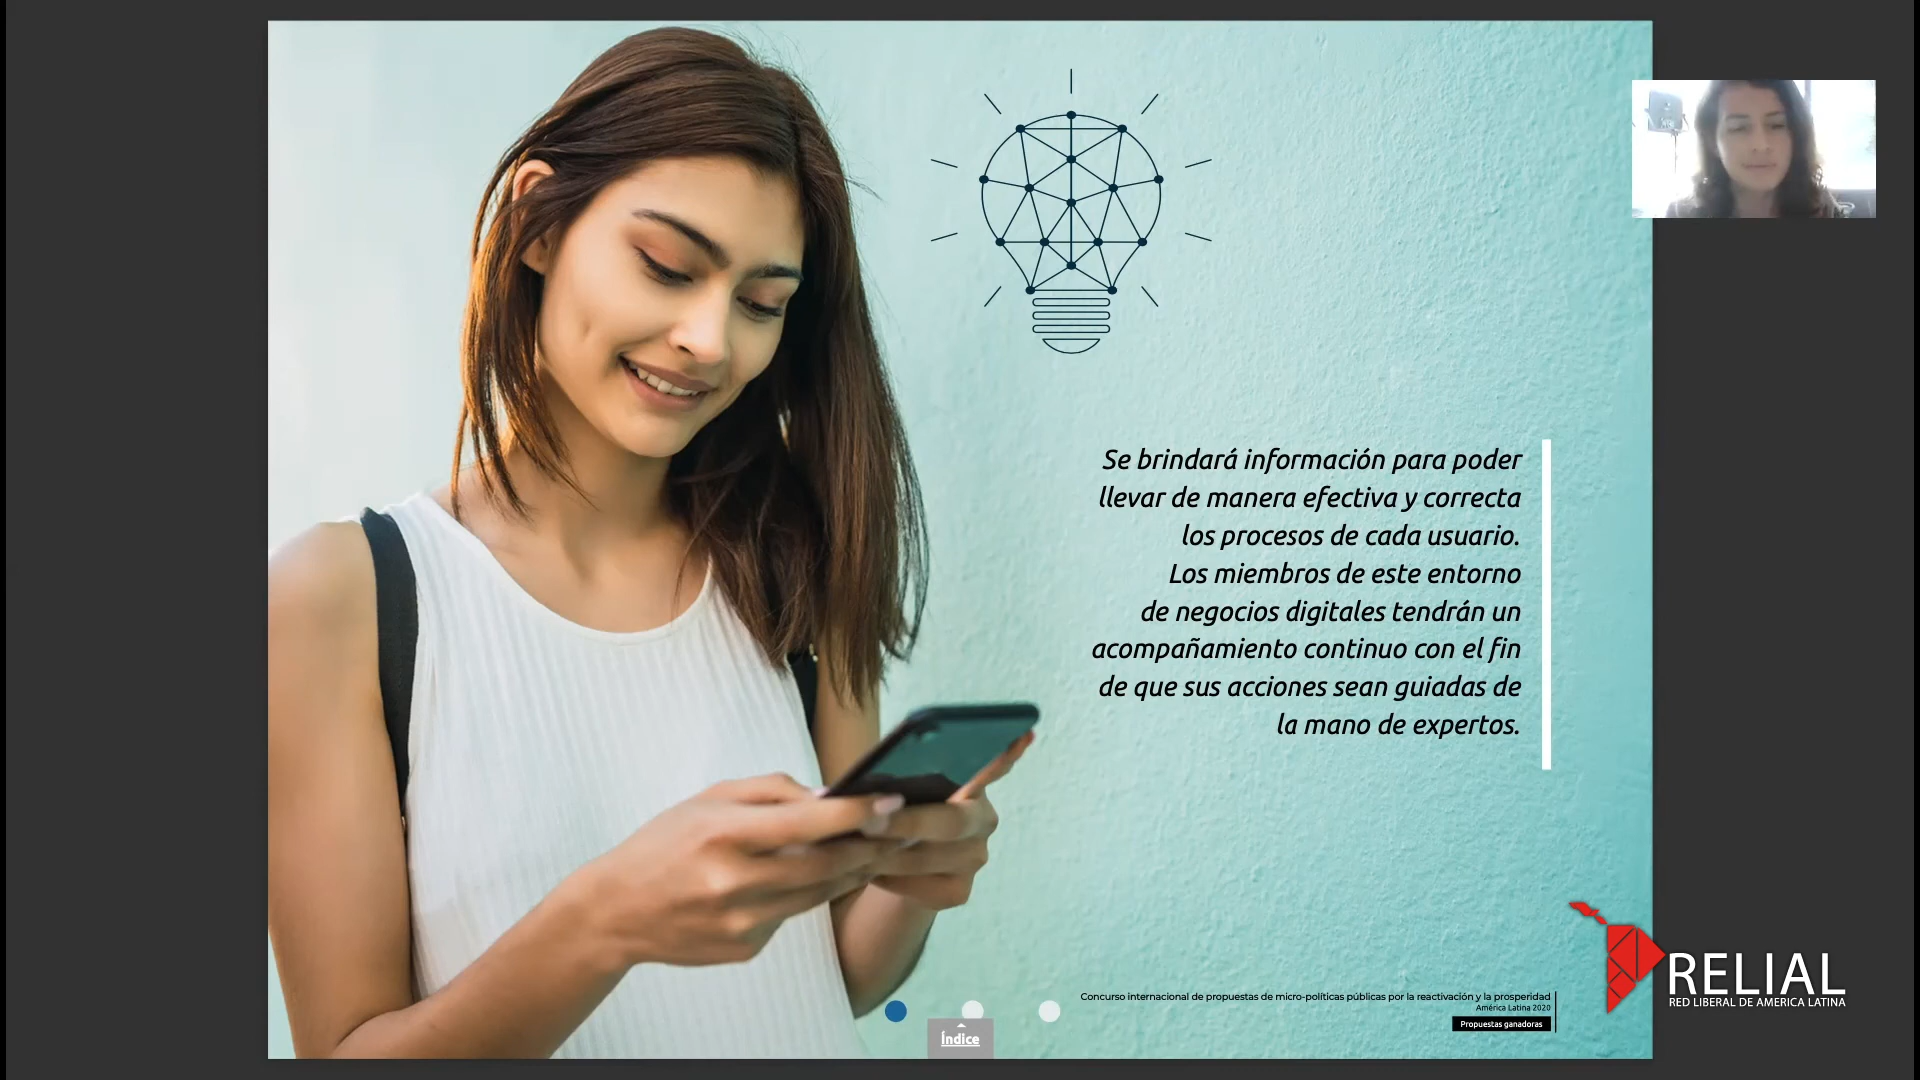 Se brindará información para poder
llevar de manera efectiva y correcta
los procesos de cada usuario.
Los miembros de este entorno
de negocios digitales tendrán un
acompañamiento continuo con el fin
de que sus acciones sean guiadas de
la mano de expertos.
Concurso internacional de propuestas de micro-políticas públicas por la reactivación y la prosperidad
América Latina 2020
Propuestas ganadoras
Índice
RELIAL
RED LIBERAL DE AMERICA LATINA